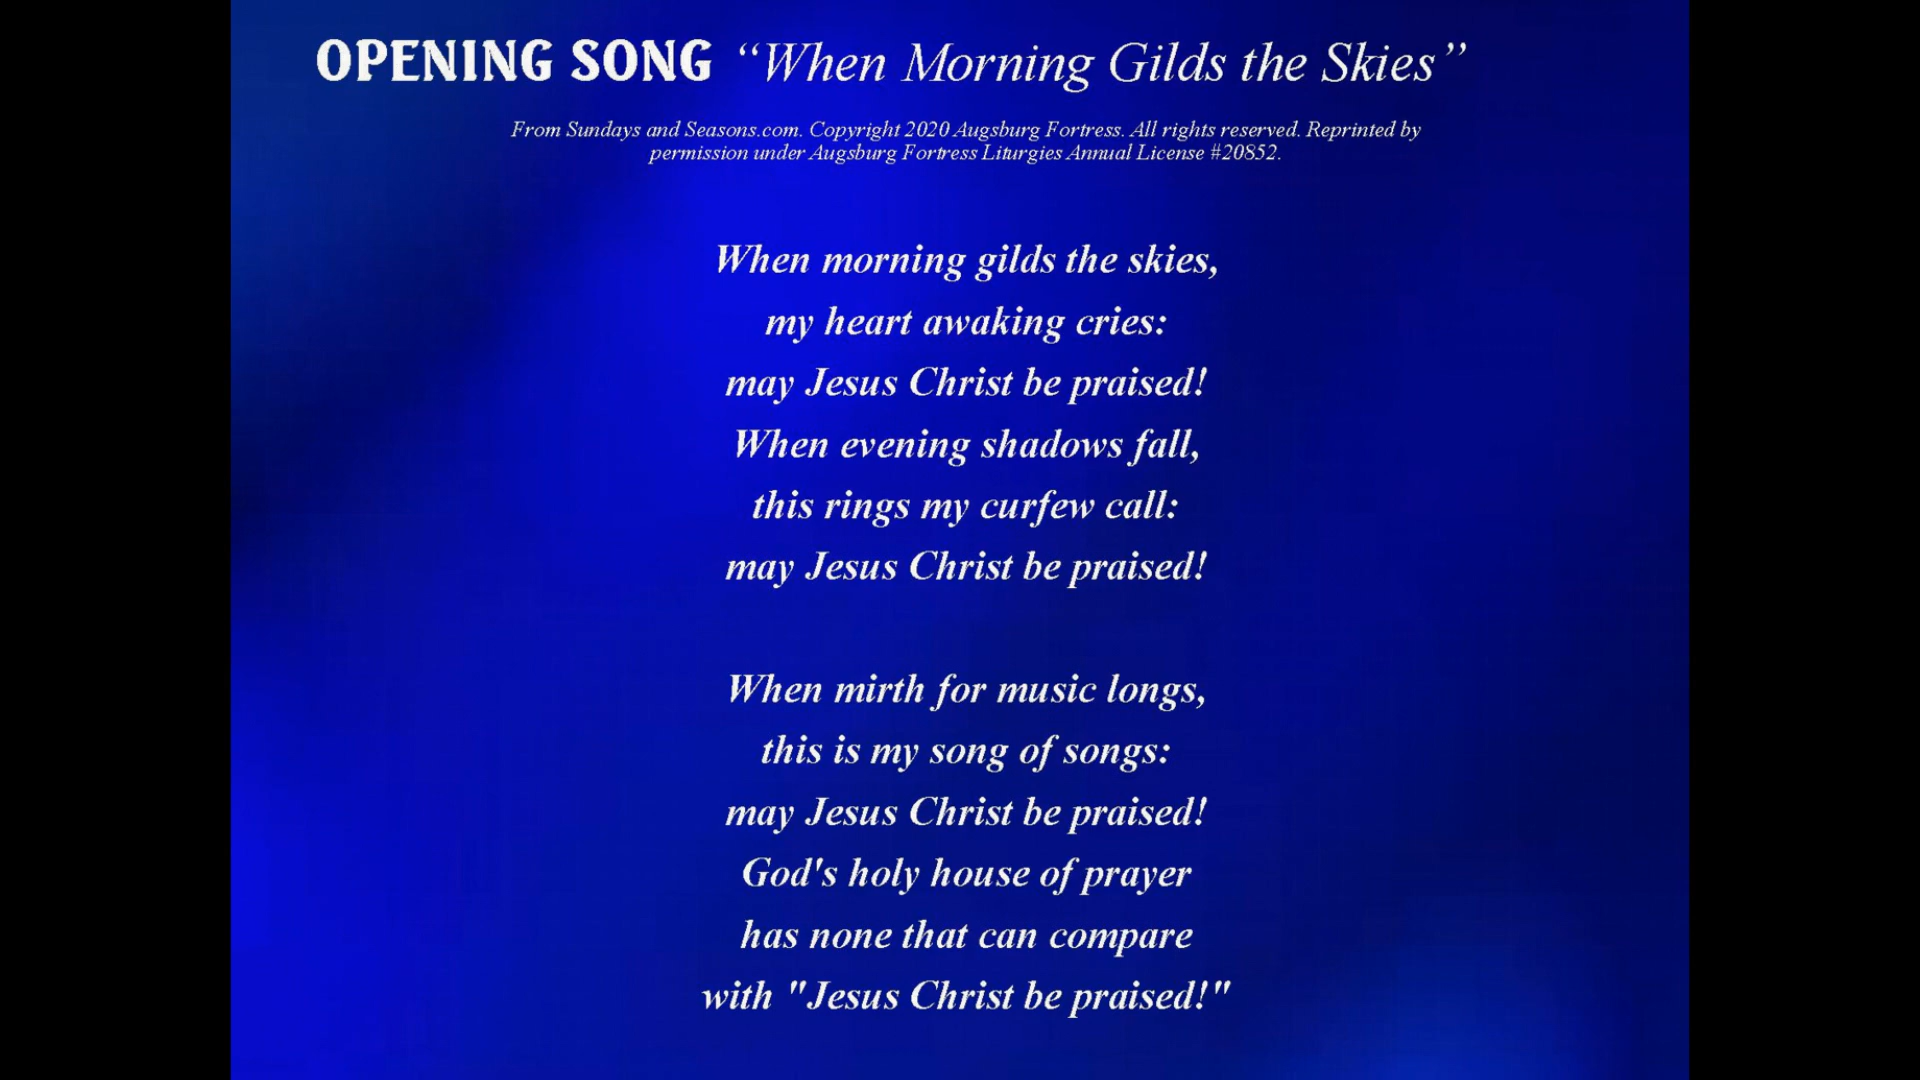 OPENING SONG “When Morning Gilds the Skies”
From Sundays and Seasons.com. Copyright 2020 Augsburg Fortress. All rights reserved. Reprinted by
permission under Augsburg Fortress Liturgies Annual License #20852.
When morning gilds the skies,
my heart awaking cries:
may Jesus Christ be praised!
When evening shadows fall,
this rings my curfew call:
may Jesus Christ be praised!
When mirth for music longs,
this is my song of songs:
may Jesus Christ be praised!
God's holy house of prayer
has none that can compare
with "Jesus Christ be praised!"